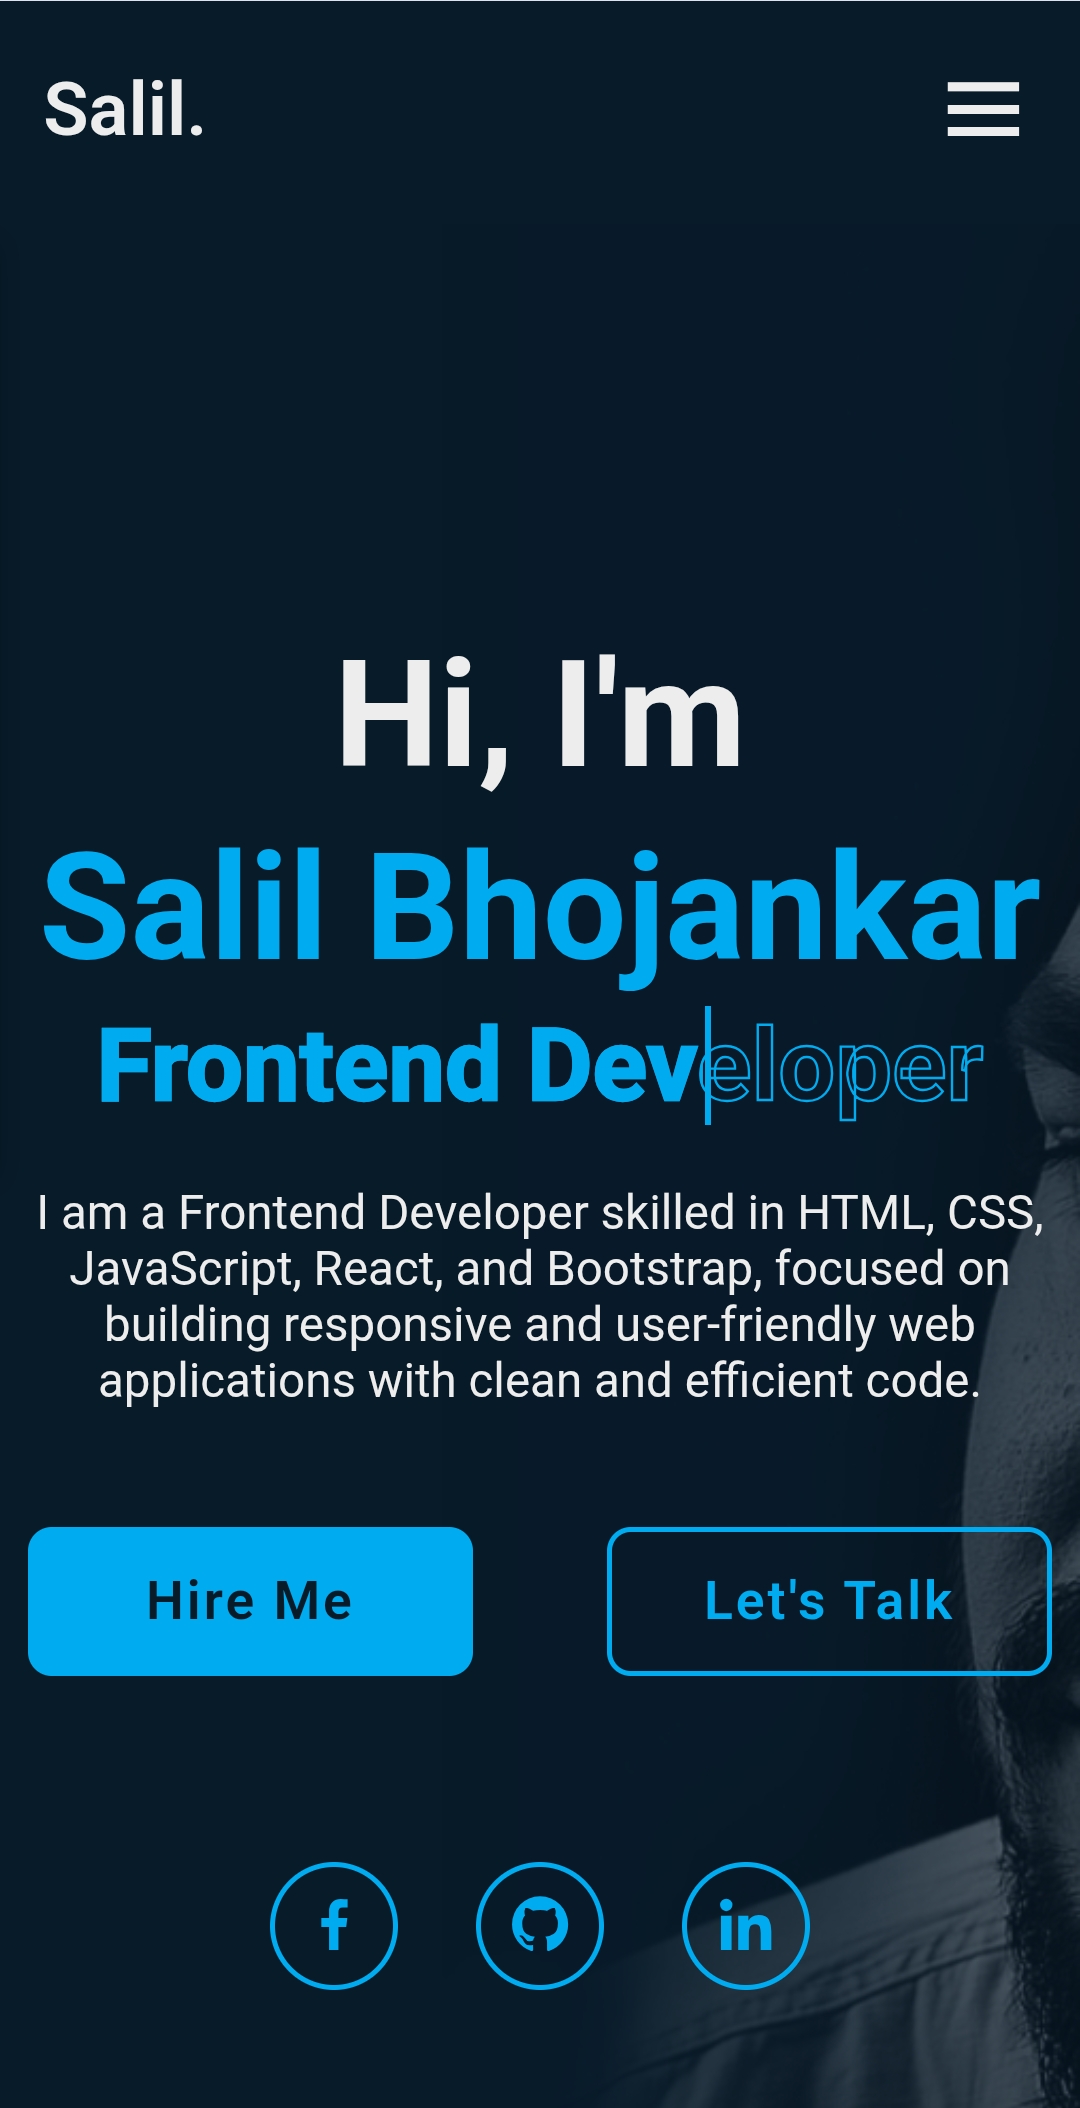 Salil.
Hi, I'm
Salil Bhojankar
Frontend Developer
I am a Frontend Developer skilled in HTML, CSS,
JavaScript, React, and Bootstrap, focused on
building responsive and user-friendly web
applications with clean and efficient code.
Hire Me
Let's Talk